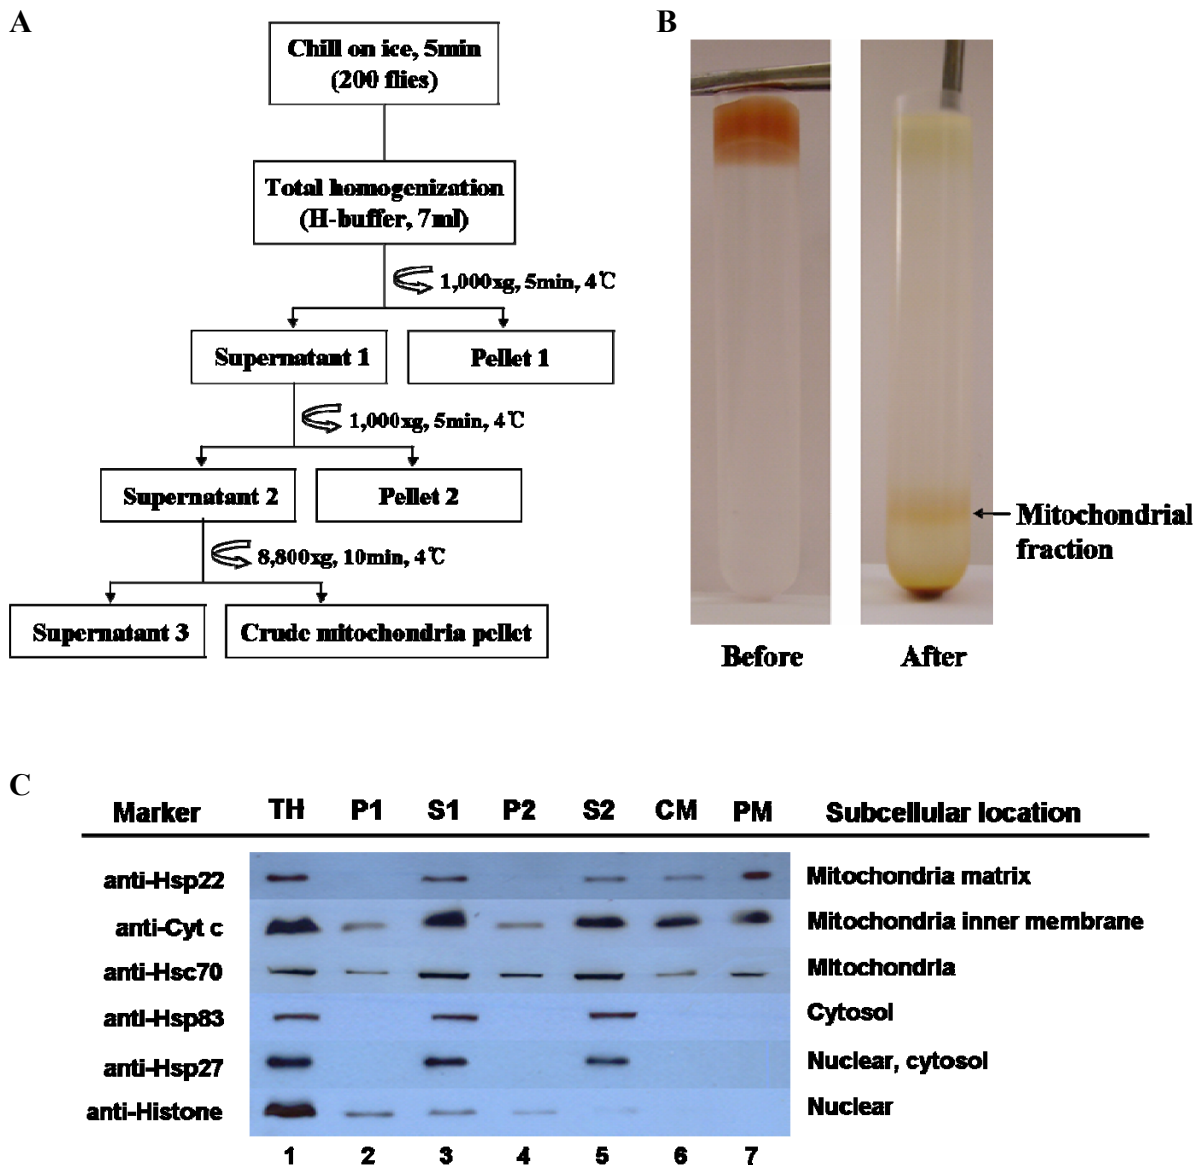 A
Chill on ice, 5min
(200 flies)
Total homogenization
(H-buffer, 7ml)
1,000xg, 5min, 4℃
Supernatant 1
Pellet 1
1,000xg, 5min, 4℃
Supernatant 2
Pellet 2
8,800xg, 10min, 4℃
Supernatant 3
Crude mitochondria pellet
B
Mitochondrial
fraction
Before
After
C
Marker TH P1 S1 P2 S2 CM PM Subcellular location
anti-Hsp22 Mitochondria matrix
anti-Cyt c Mitochondria inner membrane
anti-Hsc70 Mitochondria
anti-Hsp83 Cytosol
anti-Hsp27 Nuclear, cytosol
anti-Histone Nuclear
1 2 3 4 5 6 7